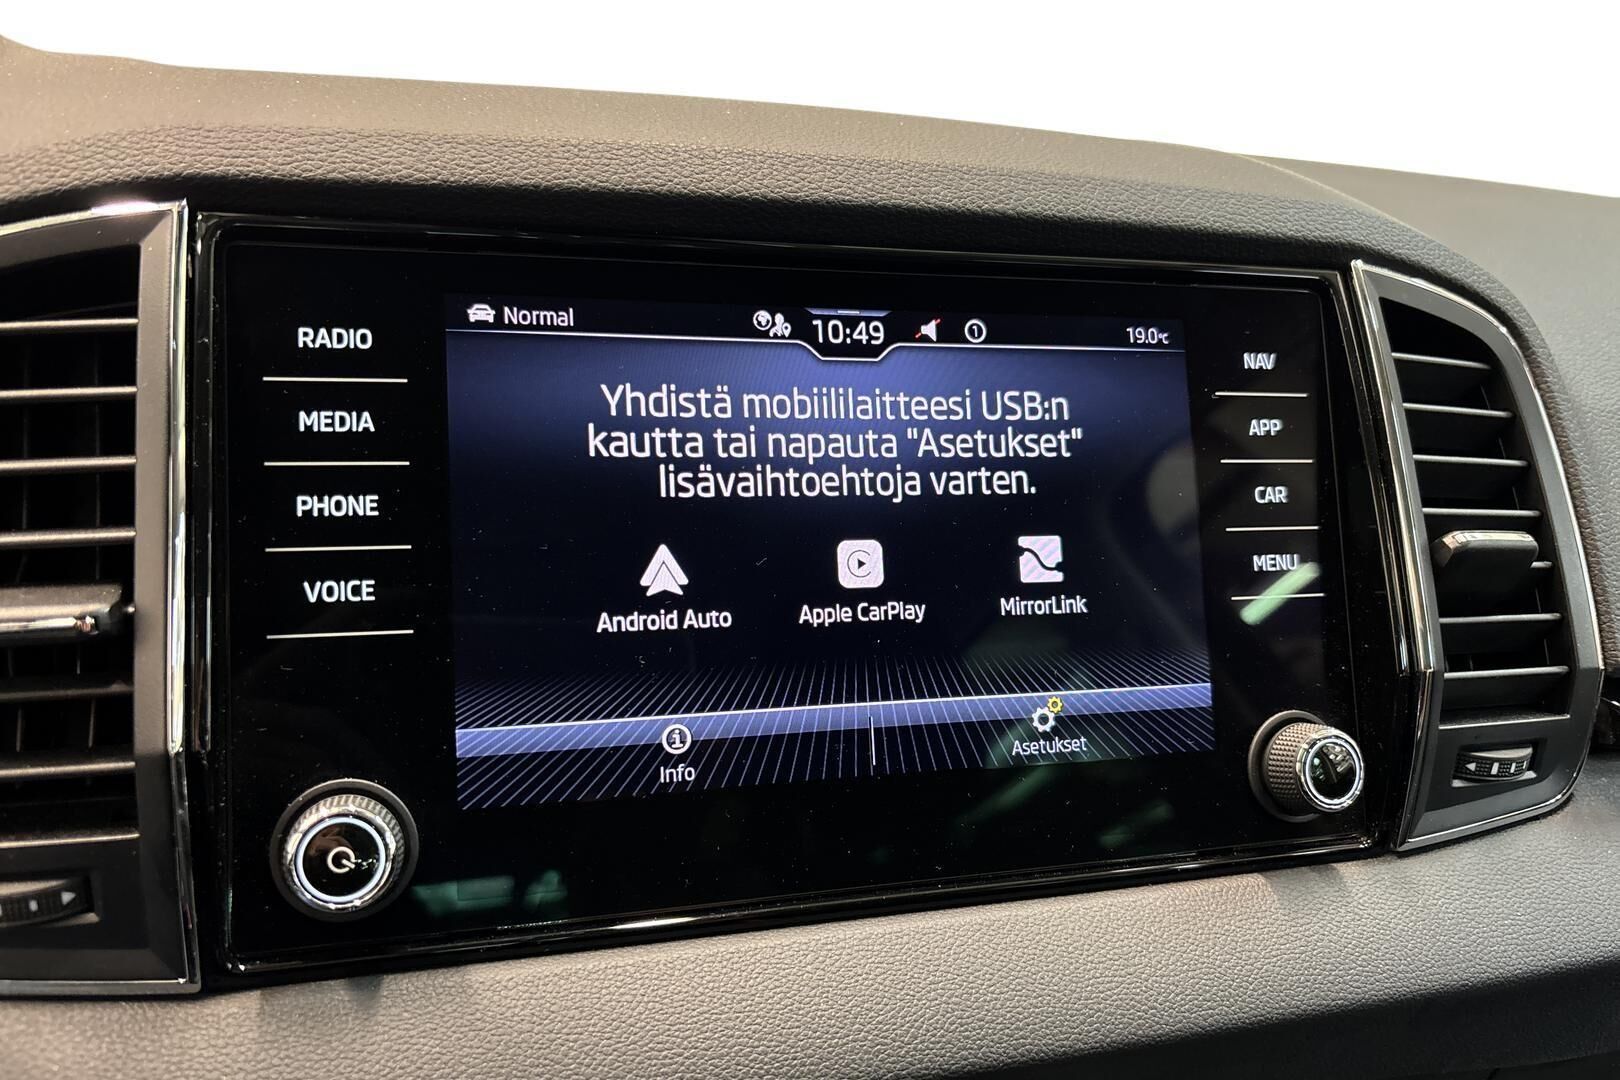 Normal
10:49
1
19.0°C
RADIO
MEDIA
PHONE
VOICE
NAV
APP
CAR
MENU
Yhdistä mobiililaitteesi USB:n
kautta tai napauta "Asetukset"
lisävaihtoehtoja varten.
Android Auto
Apple CarPlay
MirrorLink
Info
Asetukset